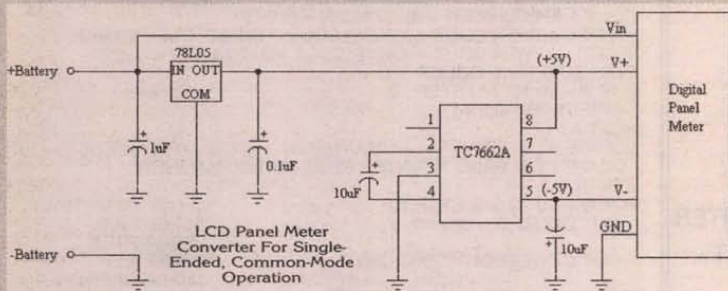 Vin
78L05
(+5V)
V+
+Battery
IN OUT
COM
Digital
Panel
Meter
1
8
1uF
0.1uF
2
7
TC7662A
3
6
10uF
4
5
(-5V)
V-
LCD Panel Meter
Converter For Single-
Ended, Common-Mode
Operation
GND
10uF
-Battery